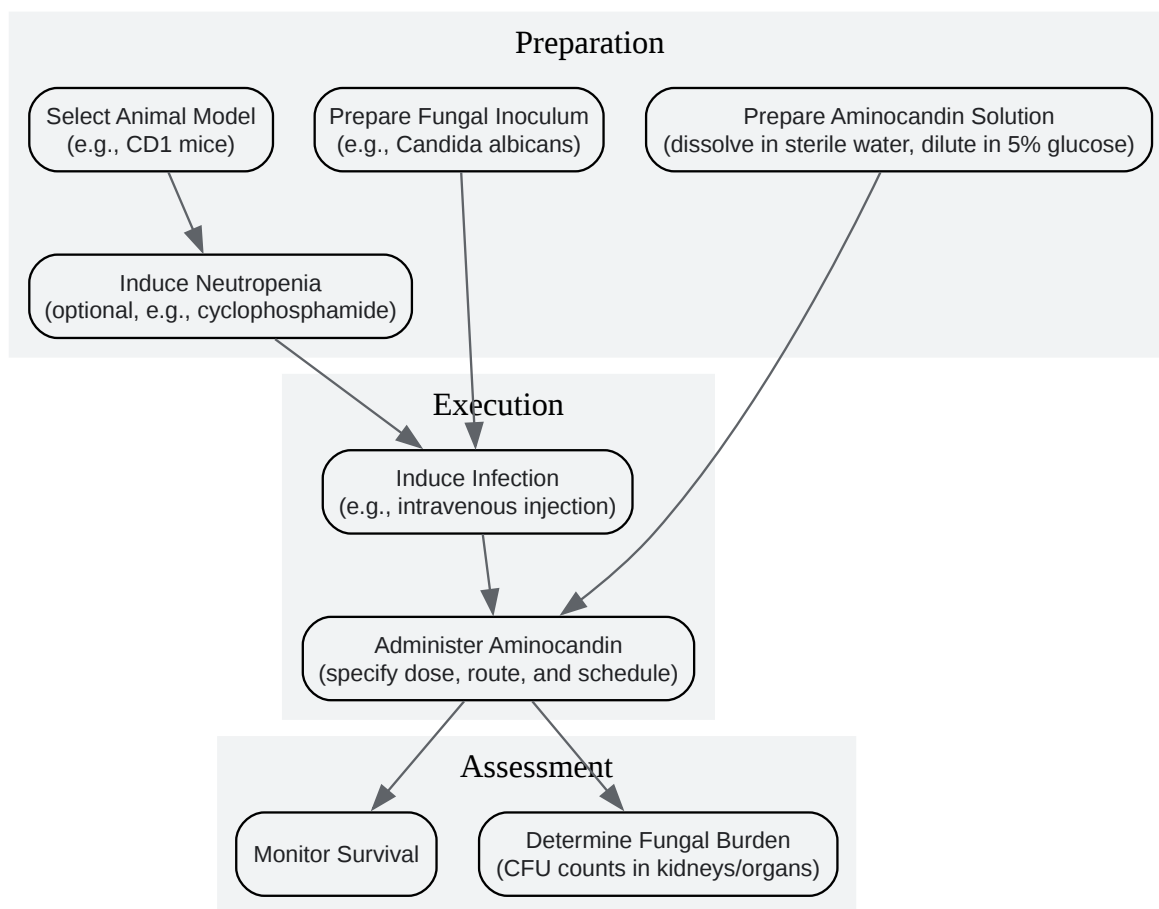 Preparation
Select Animal Model
(e.g., CD1 mice)
Prepare Fungal Inoculum
(e.g., Candida albicans)
Prepare Aminocandin Solution
(dissolve in sterile water, dilute in 5% glucose)
Induce Neutropenia
(optional, e.g., cyclophosphamide)
Execution
Induce Infection
(e.g., intravenous injection)
Administer Aminocandin
(specify dose, route, and schedule)
Assessment
Monitor Survival
Determine Fungal Burden
(CFU counts in kidneys/organs)